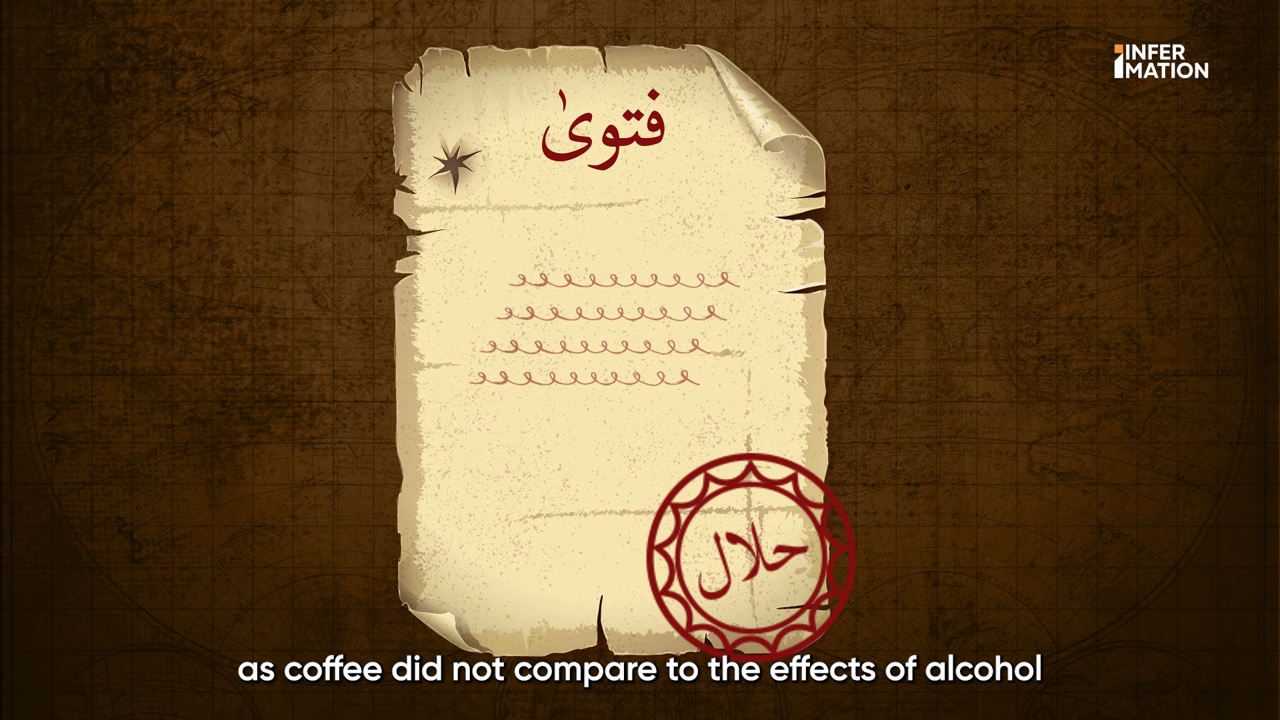 INFER
MATION
فتویٰ
حلال
as coffee did not compare to the effects of alcohol